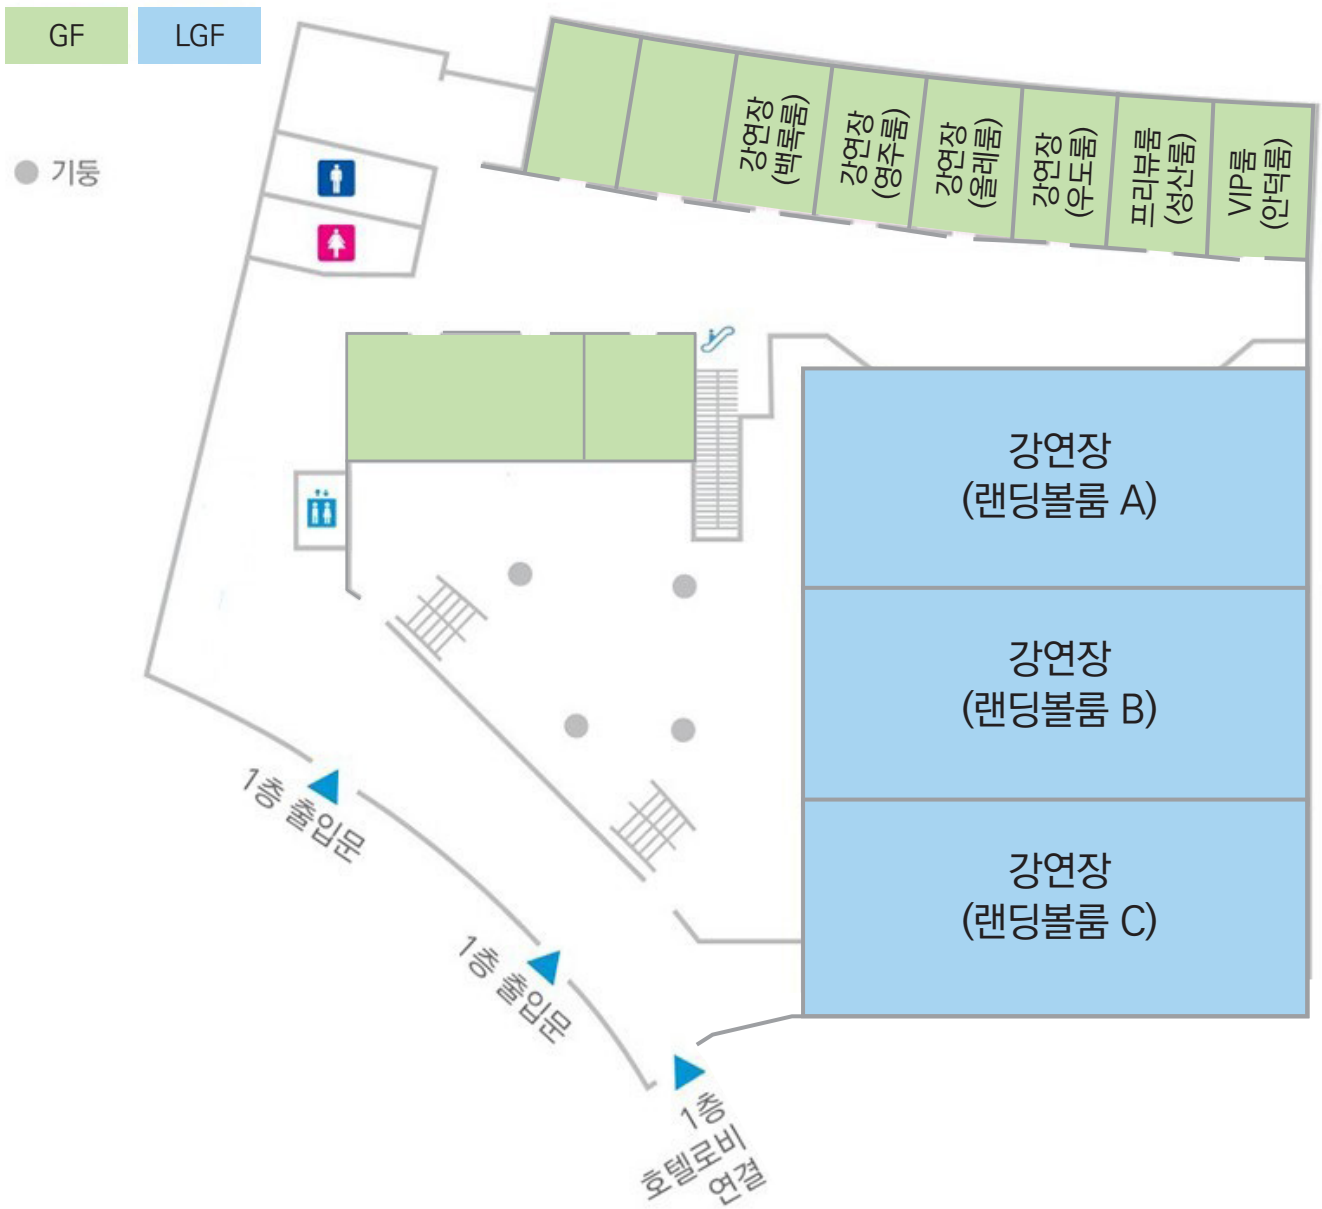 GF
LGF
기둥
강연장
(백록룸)
강연장
(영주룸)
강연장
(올레룸)
강연장
(우도룸)
프리뷰룸
(성산룸)
VIP룸
(안덕룸)
강연장
(랜딩볼룸 A)
강연장
(랜딩볼룸 B)
강연장
(랜딩볼룸 C)
1층 출입문
1층 출입문
1층
호텔로비
연결